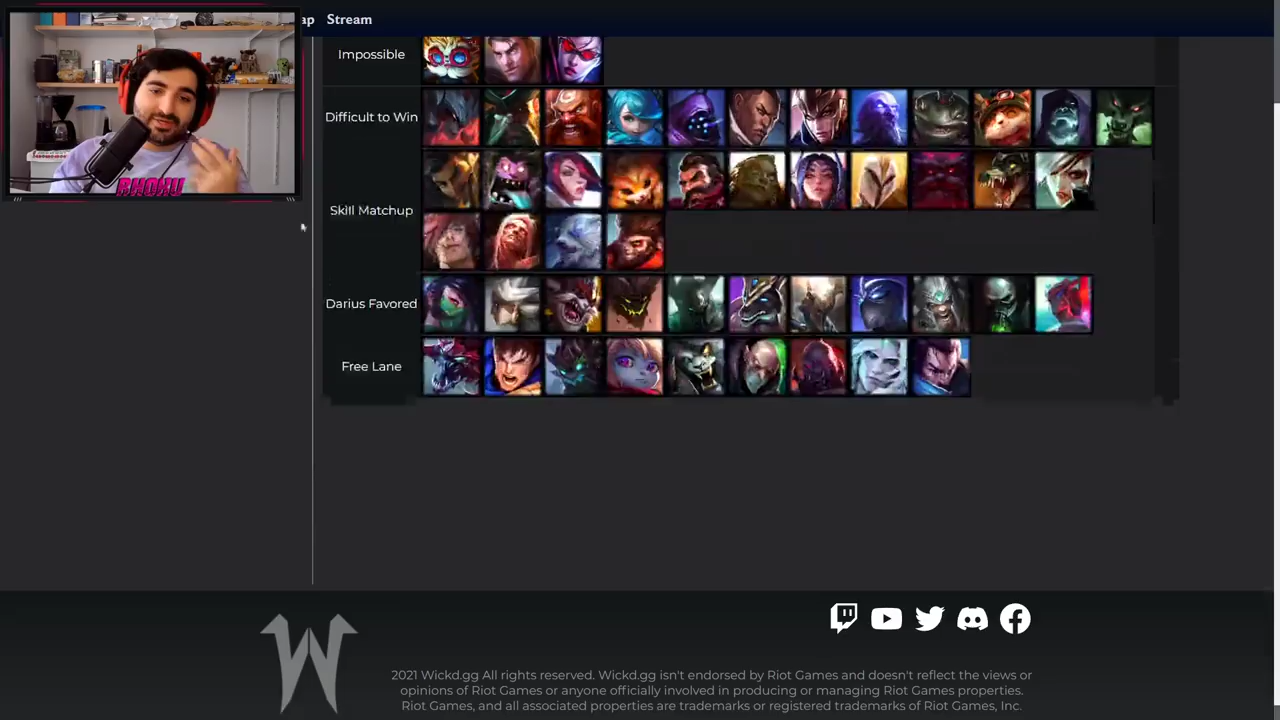 ap Stream
Impossible
Difficult to Win
Skill Matchup
Darius Favored
Free Lane
2021 Wickd.gg All rights reserved. Wickd.gg isn't endorsed by Riot Games and doesn't reflect the views or
opinions of Riot Games or anyone officially involved in producing or managing Riot Games properties.
Riot Games, and all associated properties are trademarks or registered trademarks of Riot Games, Inc.